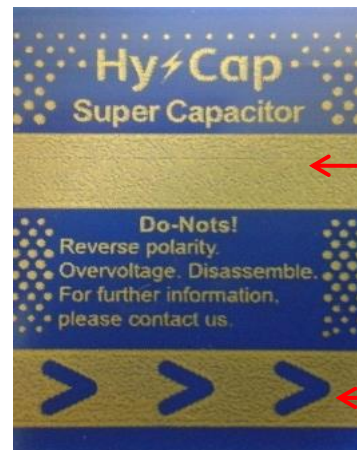 Hy⚡Cap
Super Capacitor
Do-Nots!
Reverse polarity.
Overvoltage. Disassemble.
For further information,
please contact us.